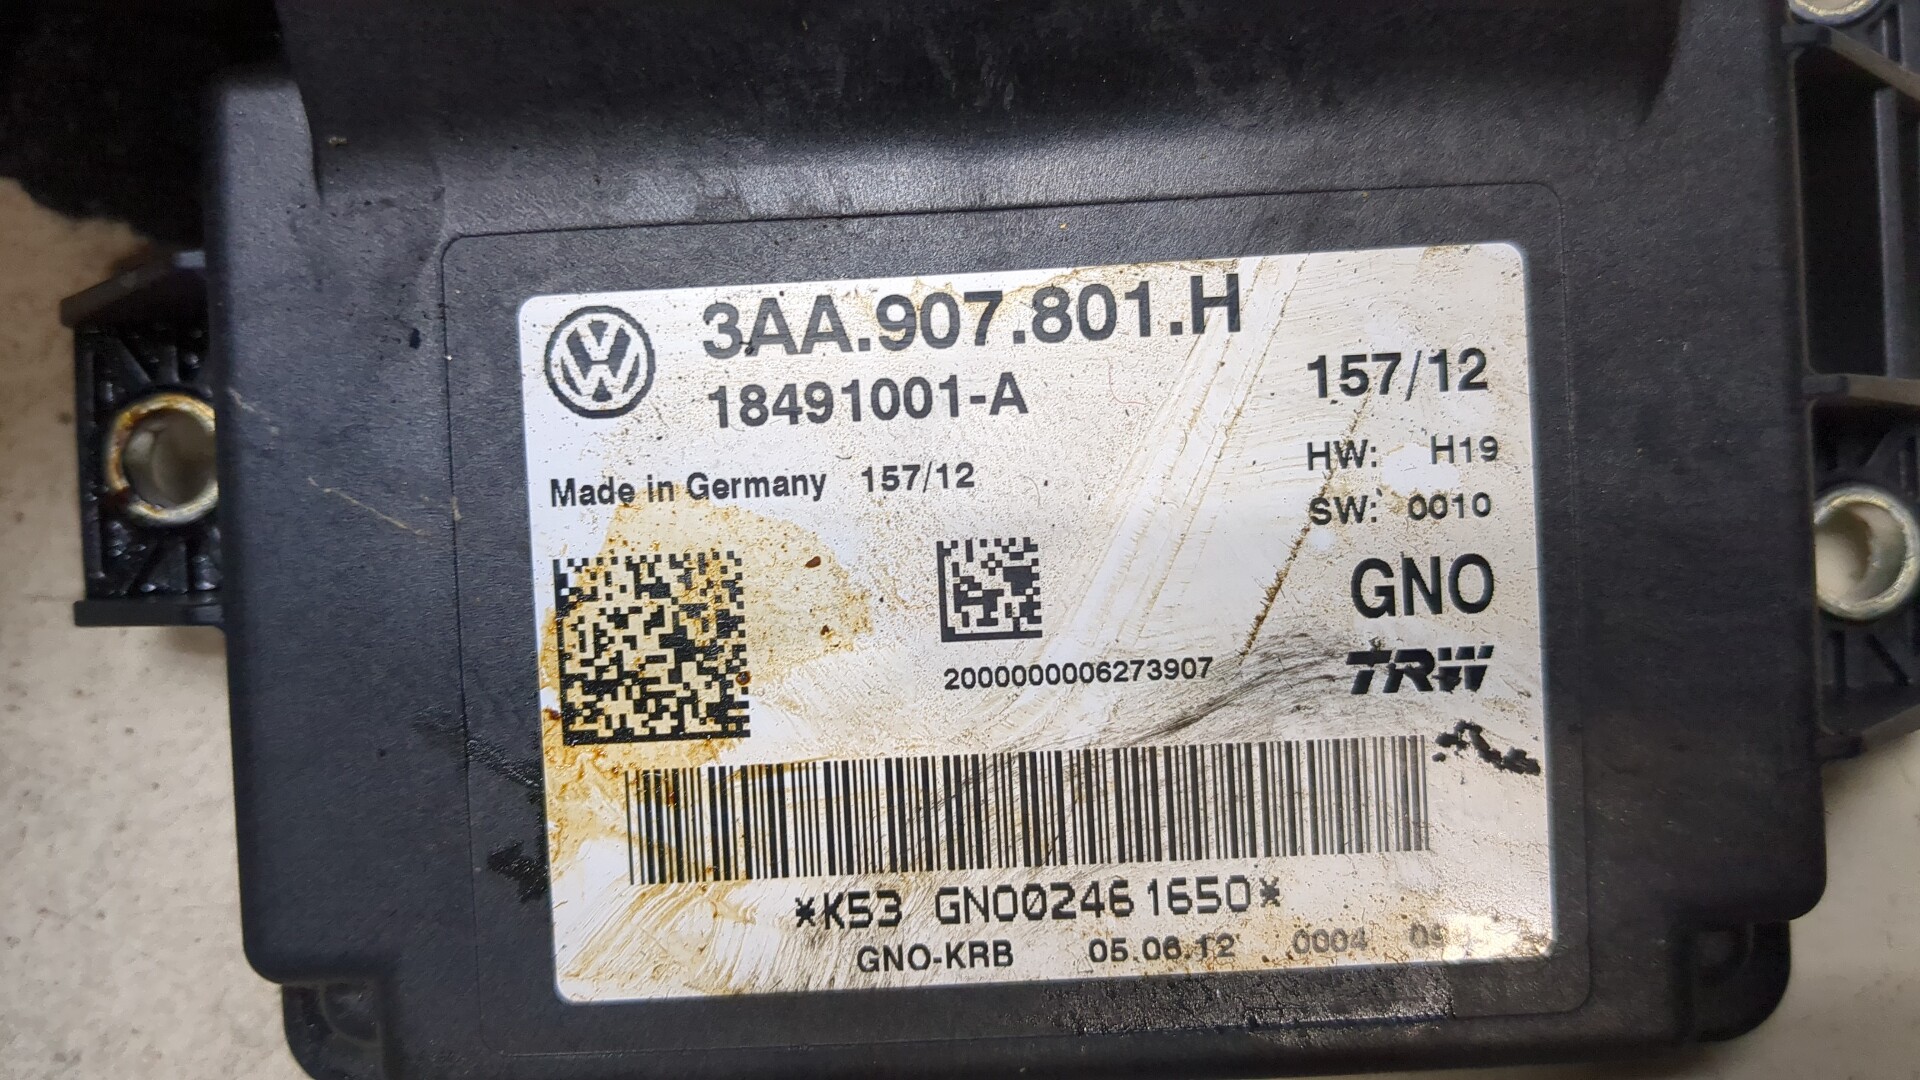 3AA.907.801.H
18491001-A
157/12
Made in Germany 157/12
HW: H19
SW: 0010
GNO
TRW
2000000006273907
*K53 GNO02461650*
GNO-KRB 05.06.12 0004